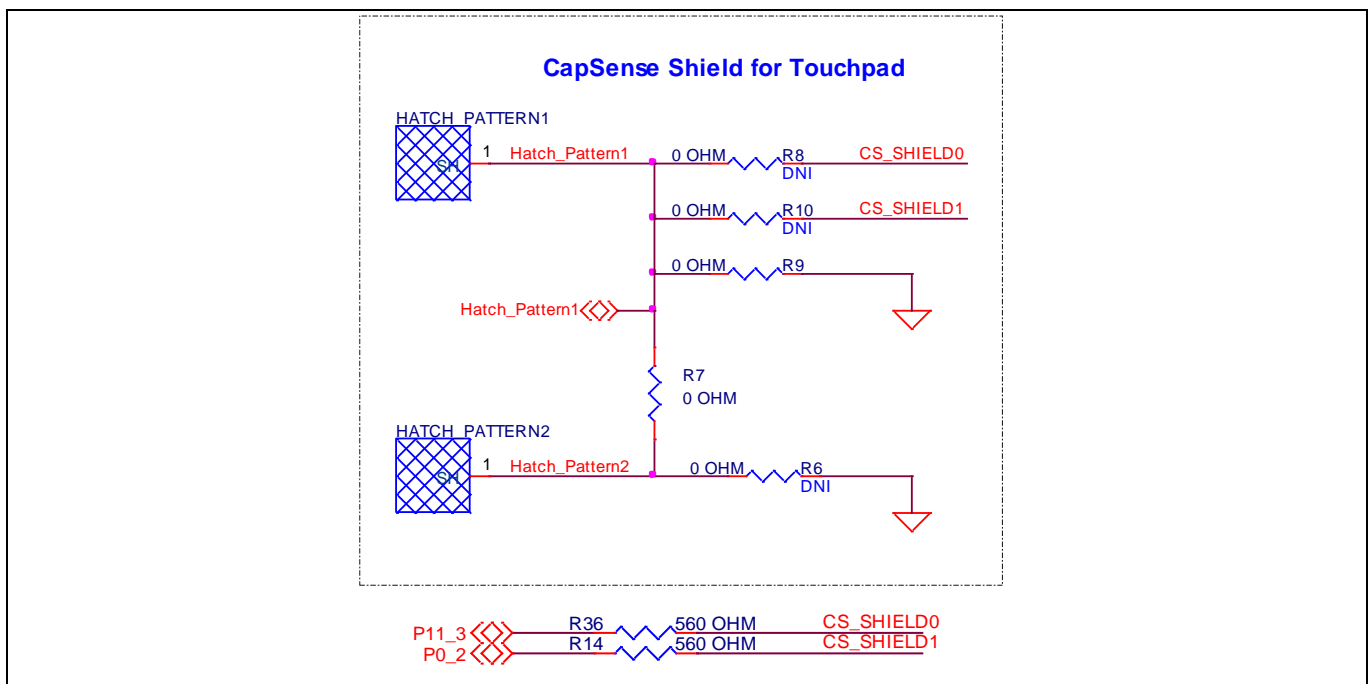 CapSense Shield for Touchpad
HATCH_PATTERN1
SH
1
Hatch_Pattern1
0 OHM
R8
DNI
CS_SHIELD0
0 OHM
R10
DNI
CS_SHIELD1
0 OHM
R9
Hatch_Pattern1
R7
0 OHM
HATCH_PATTERN2
SH
1
Hatch_Pattern2
0 OHM
R6
DNI
P11_3
R36
560 OHM
CS_SHIELD0
P0_2
R14
560 OHM
CS_SHIELD1